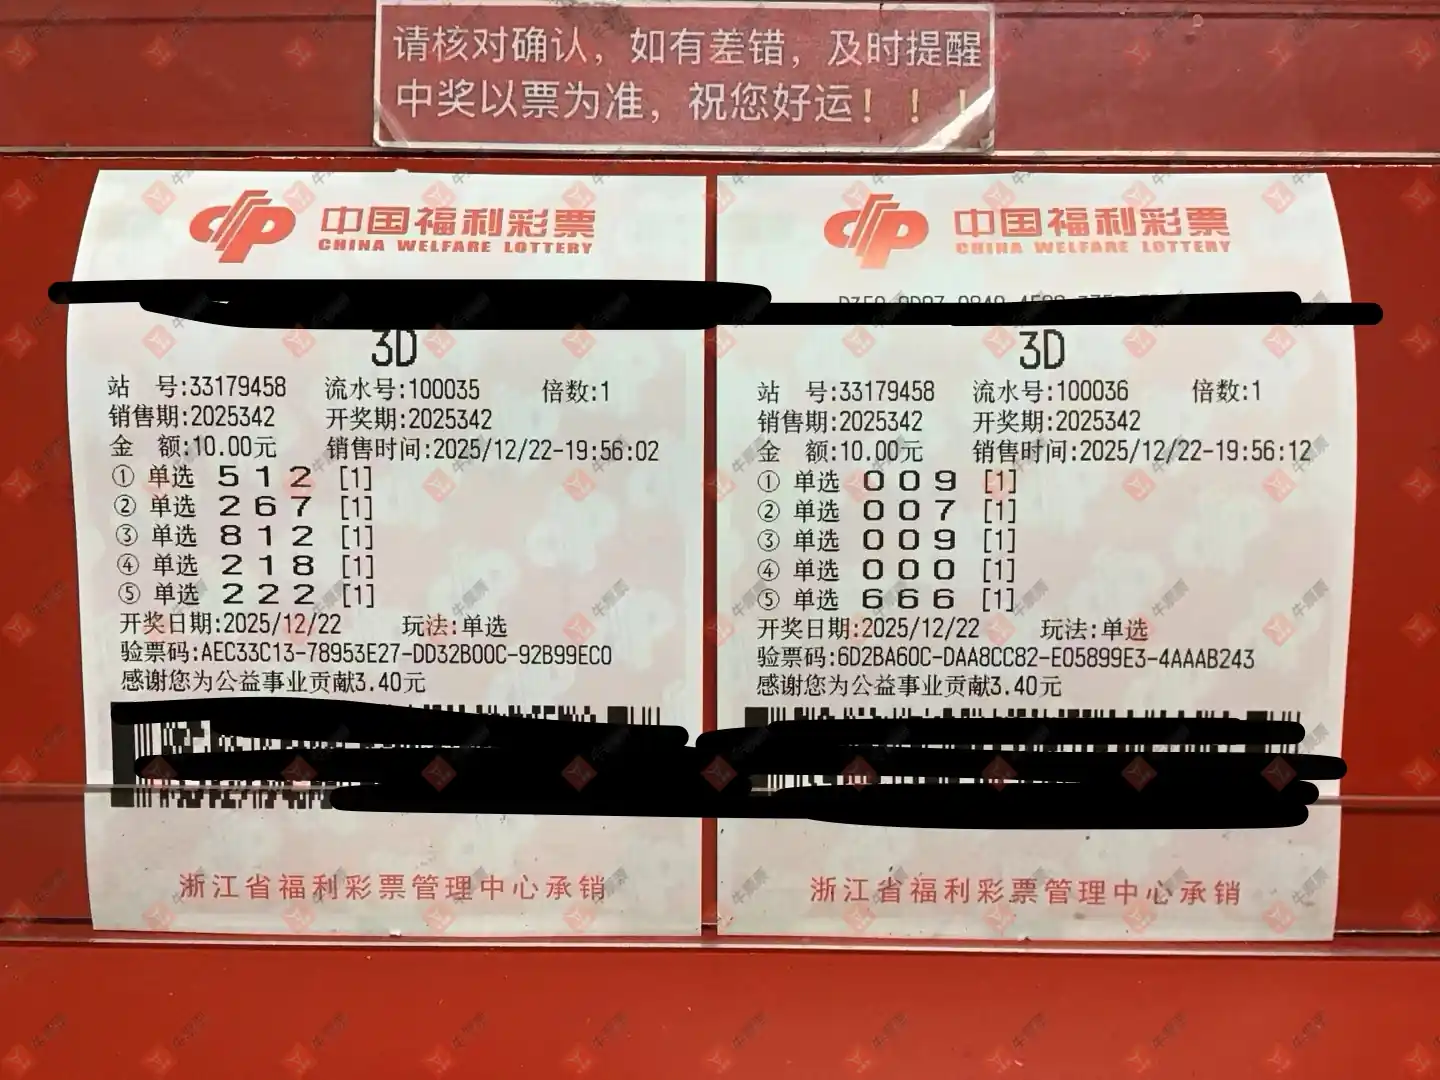 请核对确认，如有差错，及时提醒
中奖以票为准，祝您好运！！！
中国福利彩票
CHINA WELFARE LOTTERY
3D
站 号:33179458 流水号:100035 倍数:1
销售期:2025342 开奖期:2025342
金 额:10.00元 销售时间:2025/12/22-19:56:02
① 单选 5 1 2 [1]
② 单选 2 6 7 [1]
③ 单选 8 1 2 [1]
④ 单选 2 1 8 [1]
⑤ 单选 2 2 2 [1]
开奖日期:2025/12/22 玩法:单选
验票码:AEC33C13-78953E27-DD32B00C-92B99EC0
感谢您为公益事业贡献3.40元
浙江省福利彩票管理中心承销
中国福利彩票
CHINA WELFARE LOTTERY
3D
站 号:33179458 流水号:100036 倍数:1
销售期:2025342 开奖期:2025342
金 额:10.00元 销售时间:2025/12/22-19:56:12
① 单选 0 0 9 [1]
② 单选 0 0 7 [1]
③ 单选 0 0 9 [1]
④ 单选 0 0 0 [1]
⑤ 单选 6 6 6 [1]
开奖日期:2025/12/22 玩法:单选
验票码:6D2BA60C-DAA8CC82-E05899E3-4AAAB243
感谢您为公益事业贡献3.40元
浙江省福利彩票管理中心承销